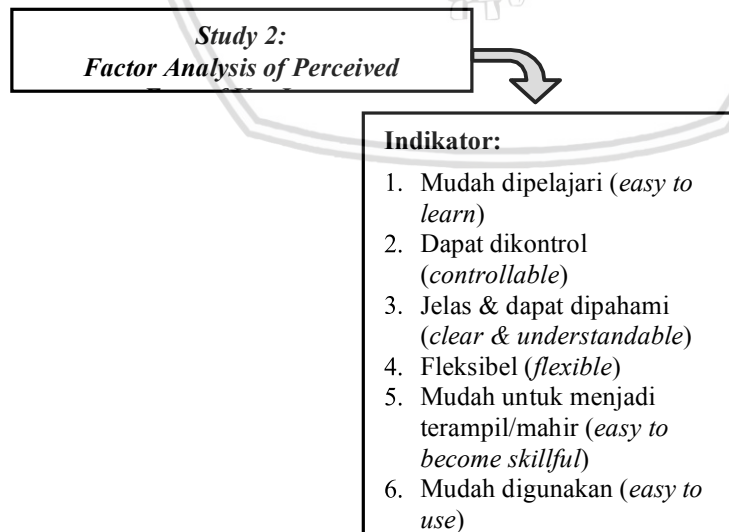 Study 2:
Factor Analysis of Perceived
Indikator:
1. Mudah dipelajari (easy to
learn)
2. Dapat dikontrol
(controllable)
3. Jelas & dapat dipahami
(clear & understandable)
4. Fleksibel (flexible)
5. Mudah untuk menjadi
terampil/mahir (easy to
become skillful)
6. Mudah digunakan (easy to
use)